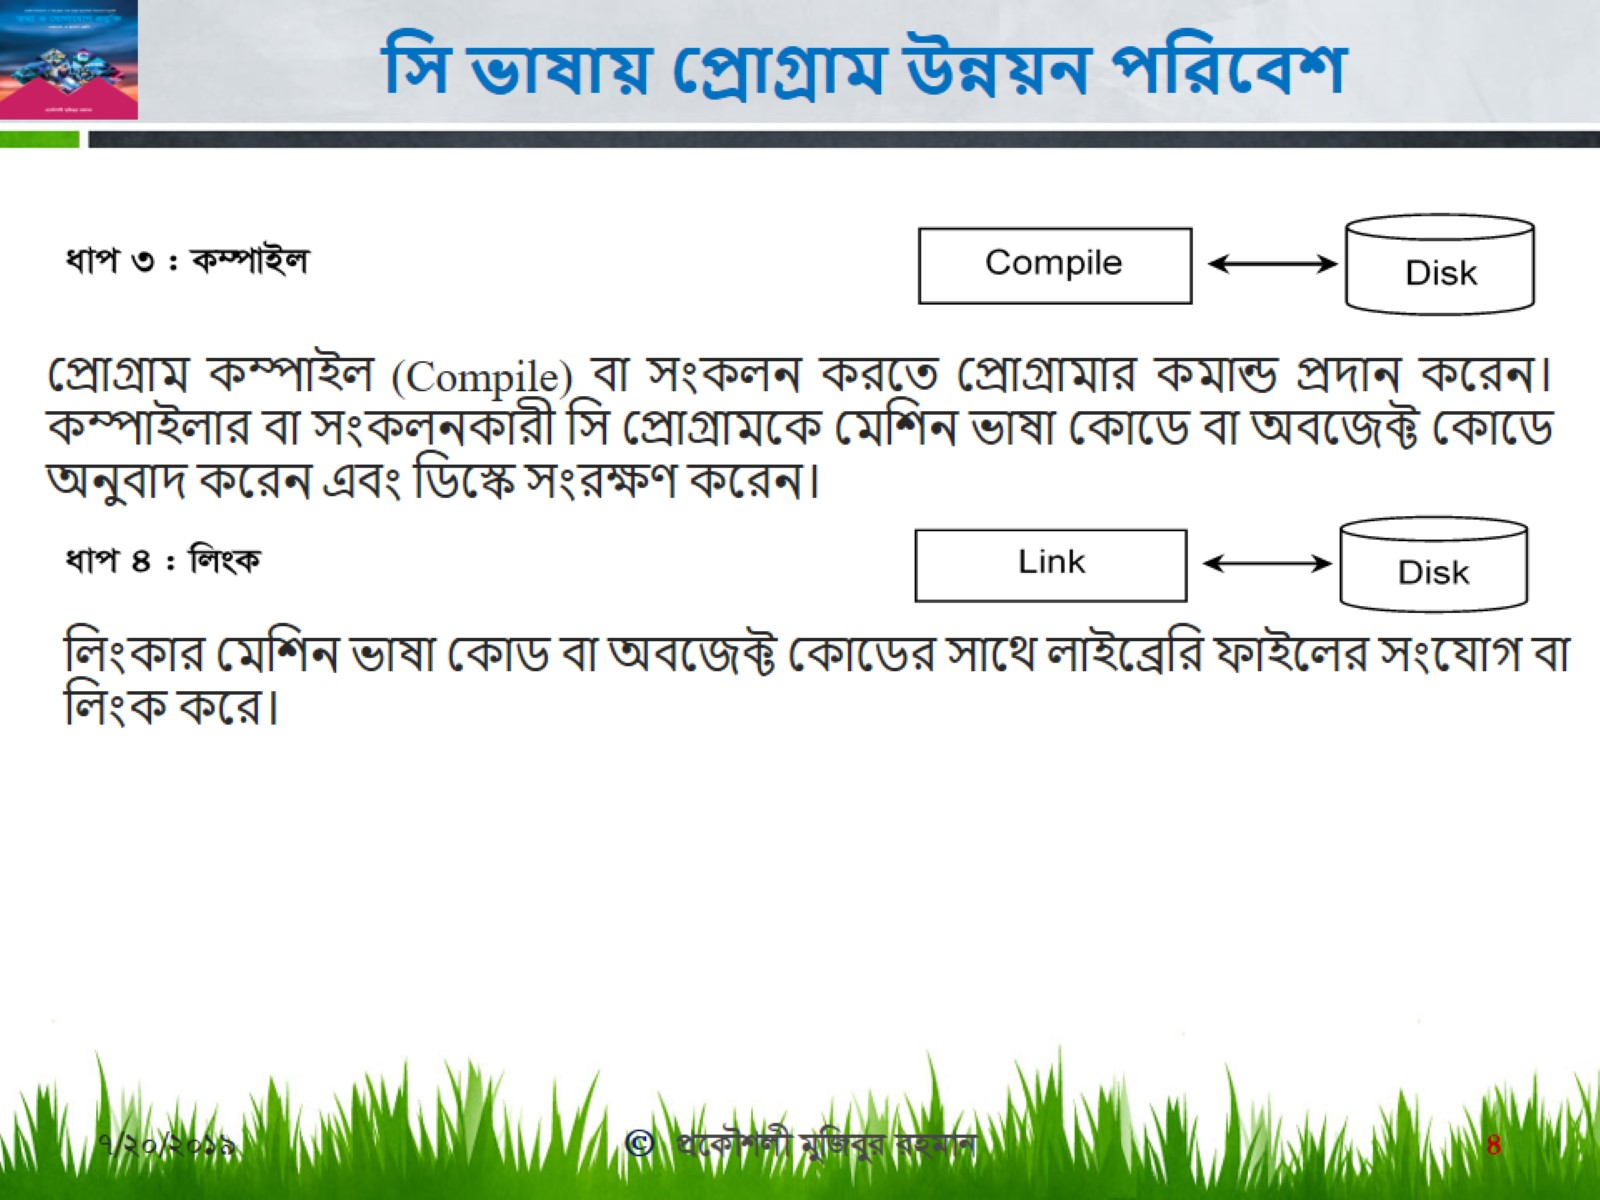 সি ভাষায় প্রোগ্রাম উন্নয়ন পরিবেশ
ধাপ ৩ : কম্পাইল
Compile
Disk
প্রোগ্রাম কম্পাইল (Compile) বা সংকলন করতে প্রোগ্রামার কমান্ড প্রদান করেন।
কম্পাইলার বা সংকলনকারী সি প্রোগ্রামকে মেশিন ভাষা কোডে বা অবজেক্ট কোডে
অনুবাদ করেন এবং ডিস্কে সংরক্ষণ করেন।
ধাপ ৪ : লিংক
Link
Disk
লিংকার মেশিন ভাষা কোড বা অবজেক্ট কোডের সাথে লাইব্রেরি ফাইলের সংযোগ বা
লিংক করে।
৭/২০/২০১৯
© প্রকৌশলী মুজিবুর রহমান
8